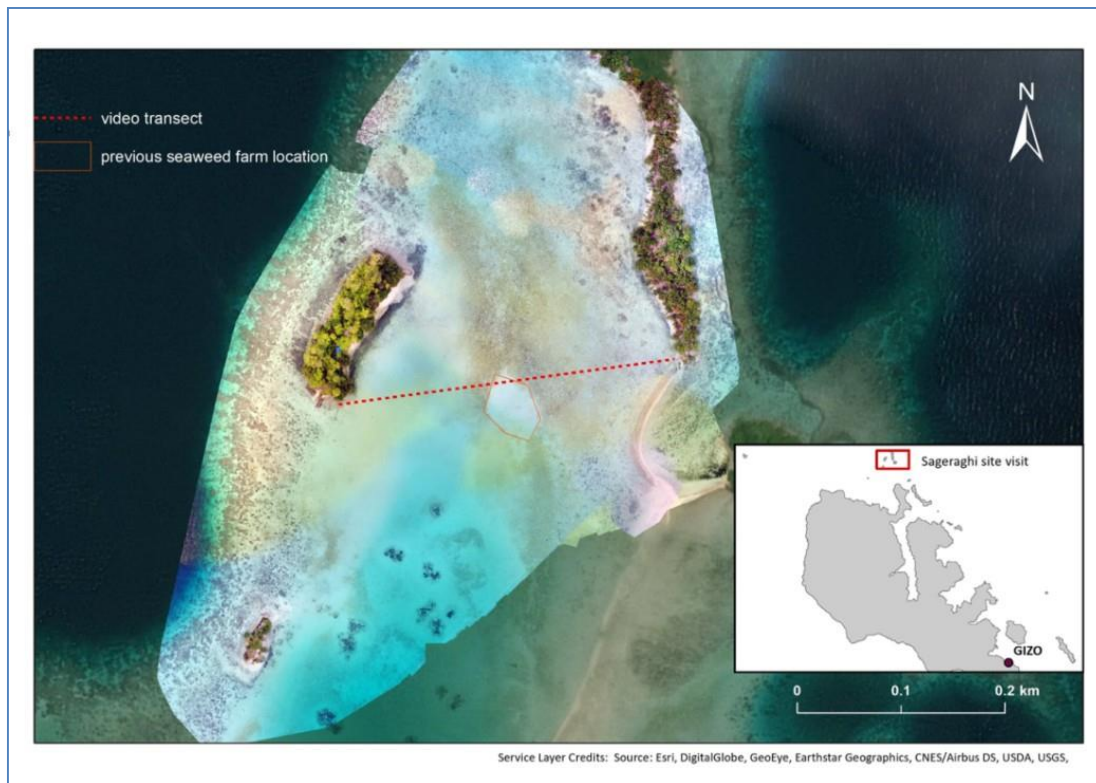 N
video transect
previous seaweed farm location
Sageraghi site visit
GIZO
0 0.1 0.2 km
Service Layer Credits: Source: Esri, DigitalGlobe, GeoEye, Earthstar Geographics, CNES/Airbus DS, USDA, USGS,